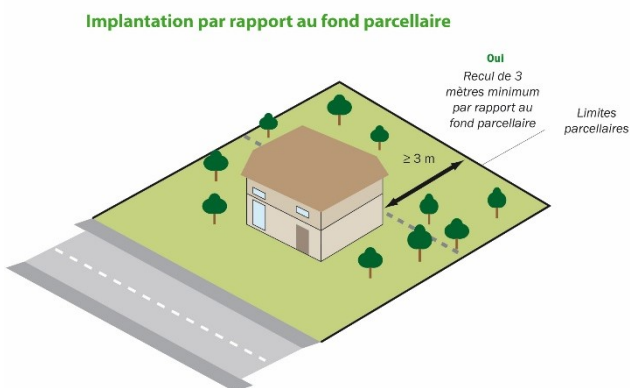 Implantation par rapport au fond parcellaire
Oui
Recul de 3
mètres minimum
par rapport au
fond parcellaire
Limites
parcellaires
≥ 3 m